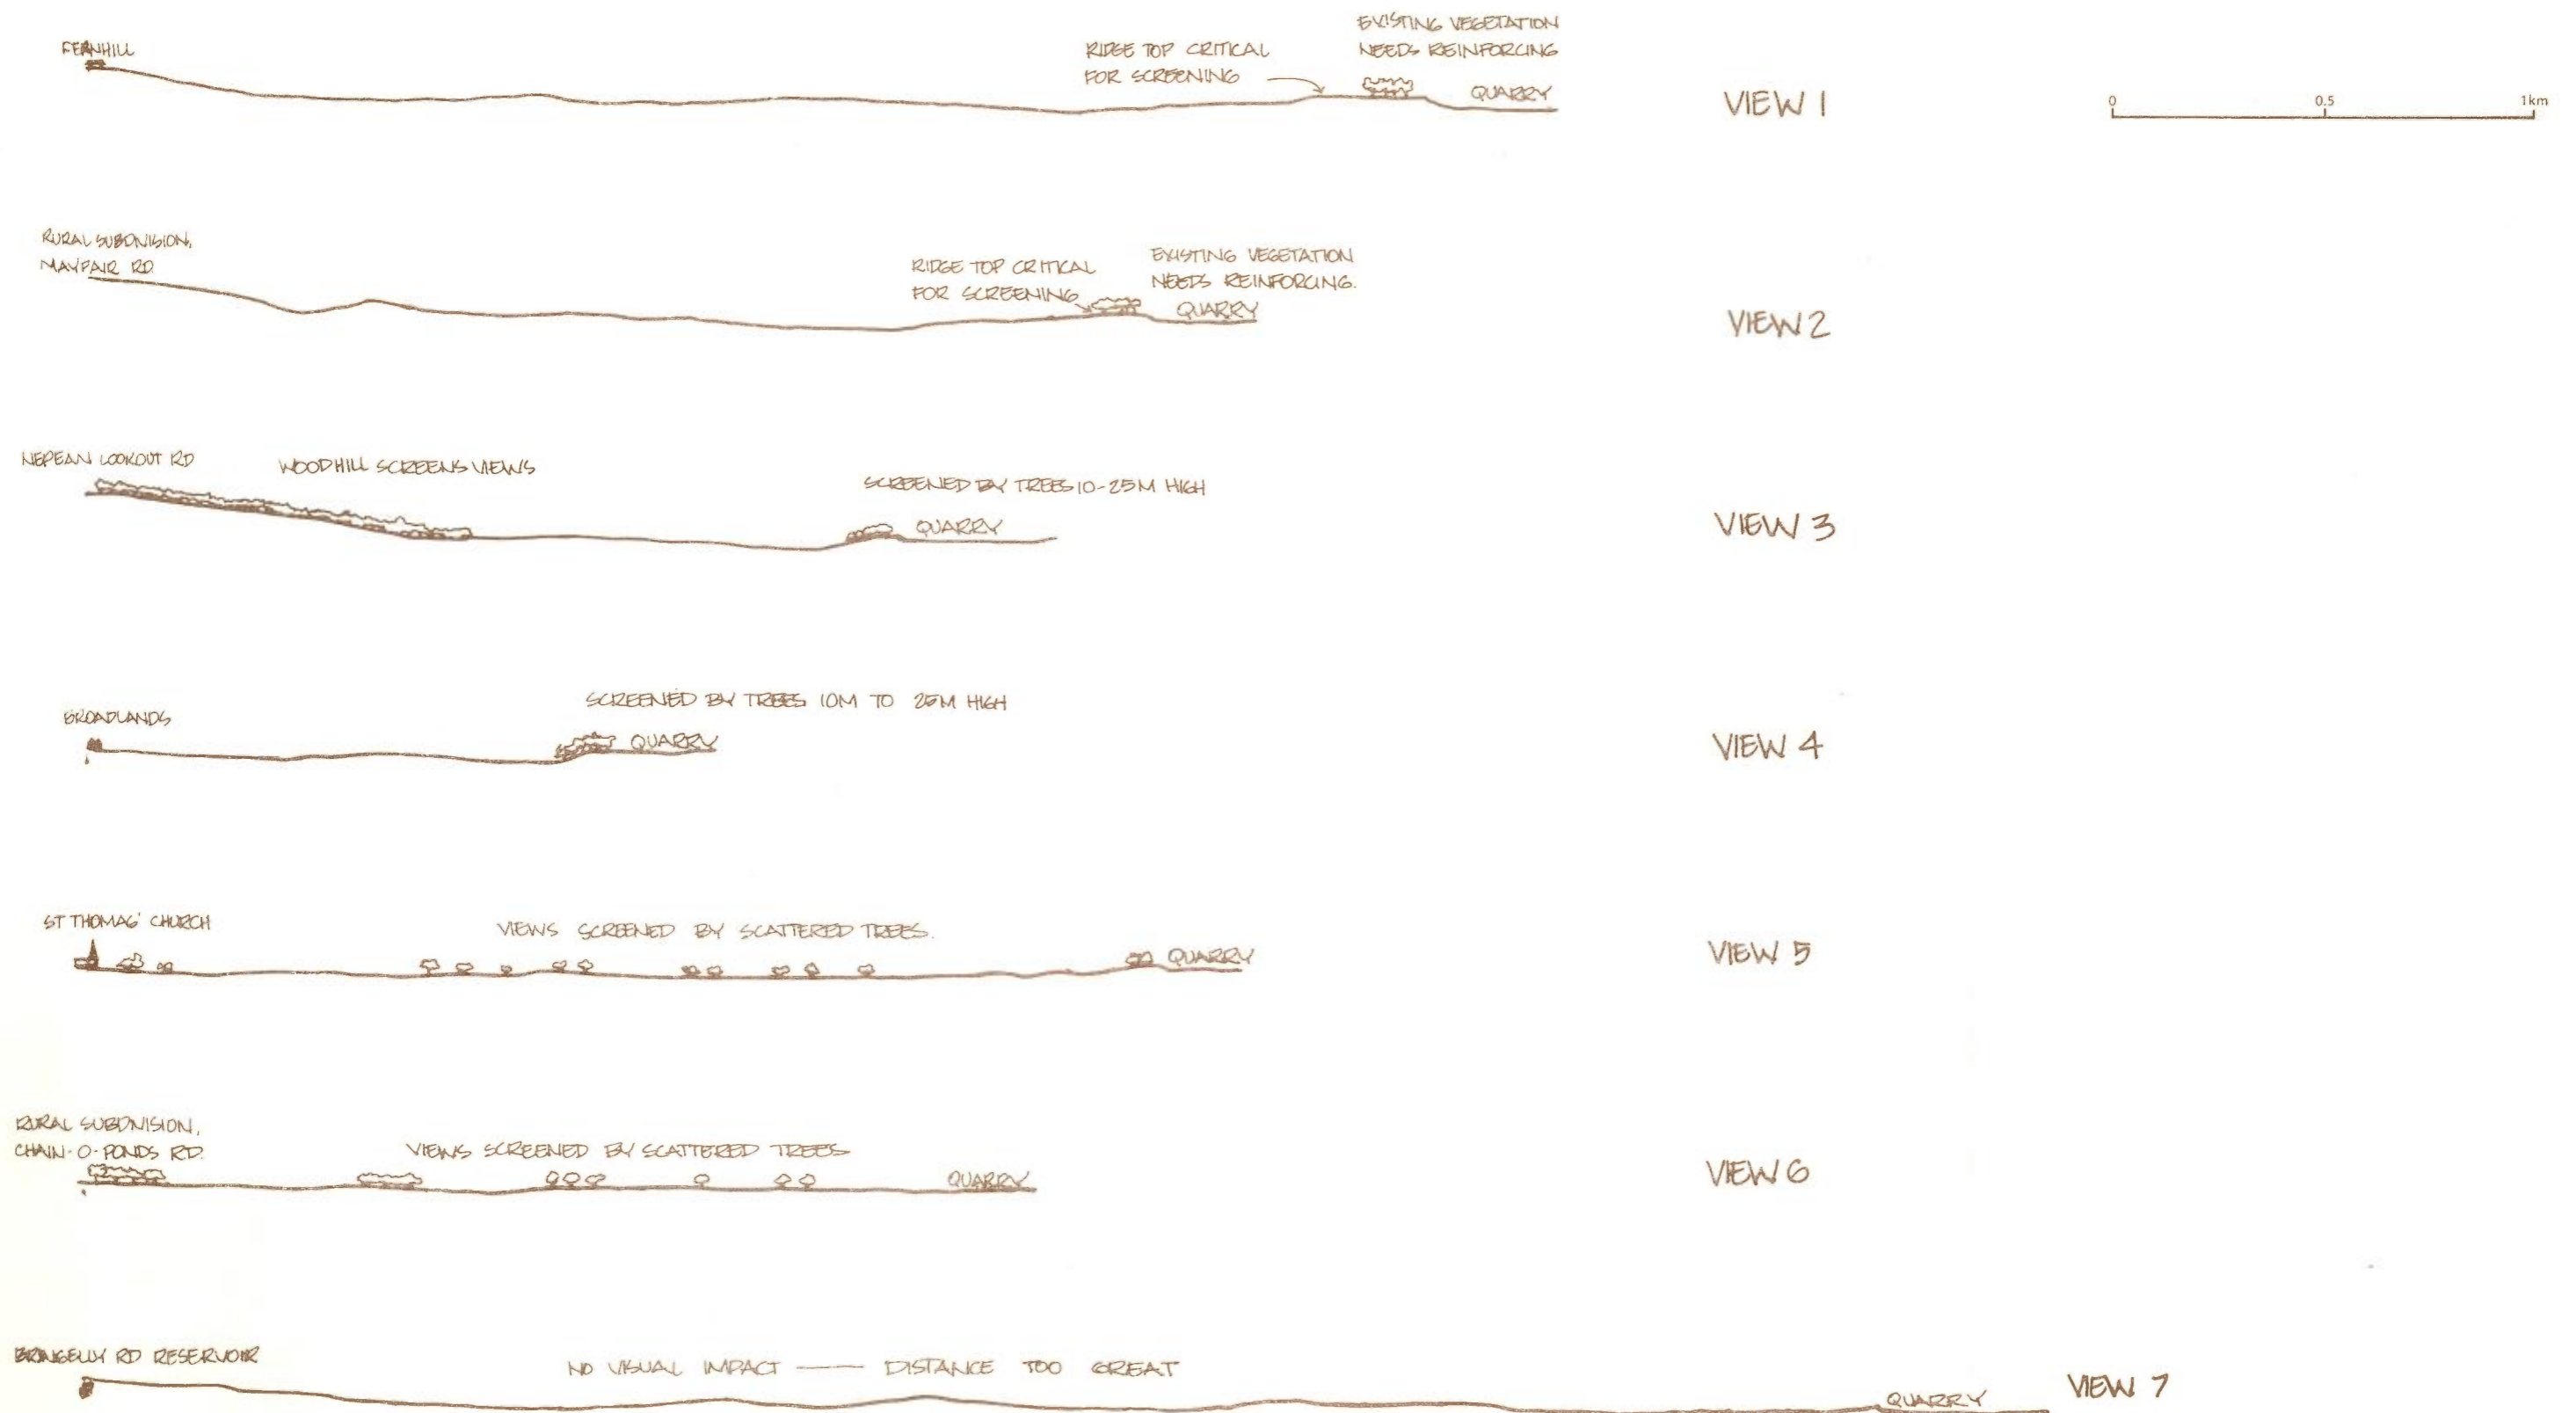 FERNHILL
RIDGE TOP CRITICAL
FOR SCREENING
EXISTING VEGETATION
NEEDS REINFORCING
QUARRY
VIEW 1
0 0.5 1km
RURAL SUBDIVISION,
MAYFAIR RD
RIDGE TOP CRITICAL
FOR SCREENING
EXISTING VEGETATION
NEEDS REINFORCING.
QUARRY
VIEW 2
NEPEAN LOOKOUT RD
WOODHILL SCREENS VIEWS
SCREENED BY TREES 10-25M HIGH
QUARRY
VIEW 3
BROADLANDS
SCREENED BY TREES 10M TO 25M HIGH
QUARRY
VIEW 4
ST THOMAS' CHURCH
VIEWS SCREENED BY SCATTERED TREES.
QUARRY
VIEW 5
RURAL SUBDIVISION,
CHAIN-O-PONDS RD.
VIEWS SCREENED BY SCATTERED TREES
QUARRY
VIEW 6
BRINGELLY RD RESERVOIR
NO VISUAL IMPACT — DISTANCE TOO GREAT
QUARRY
VIEW 7